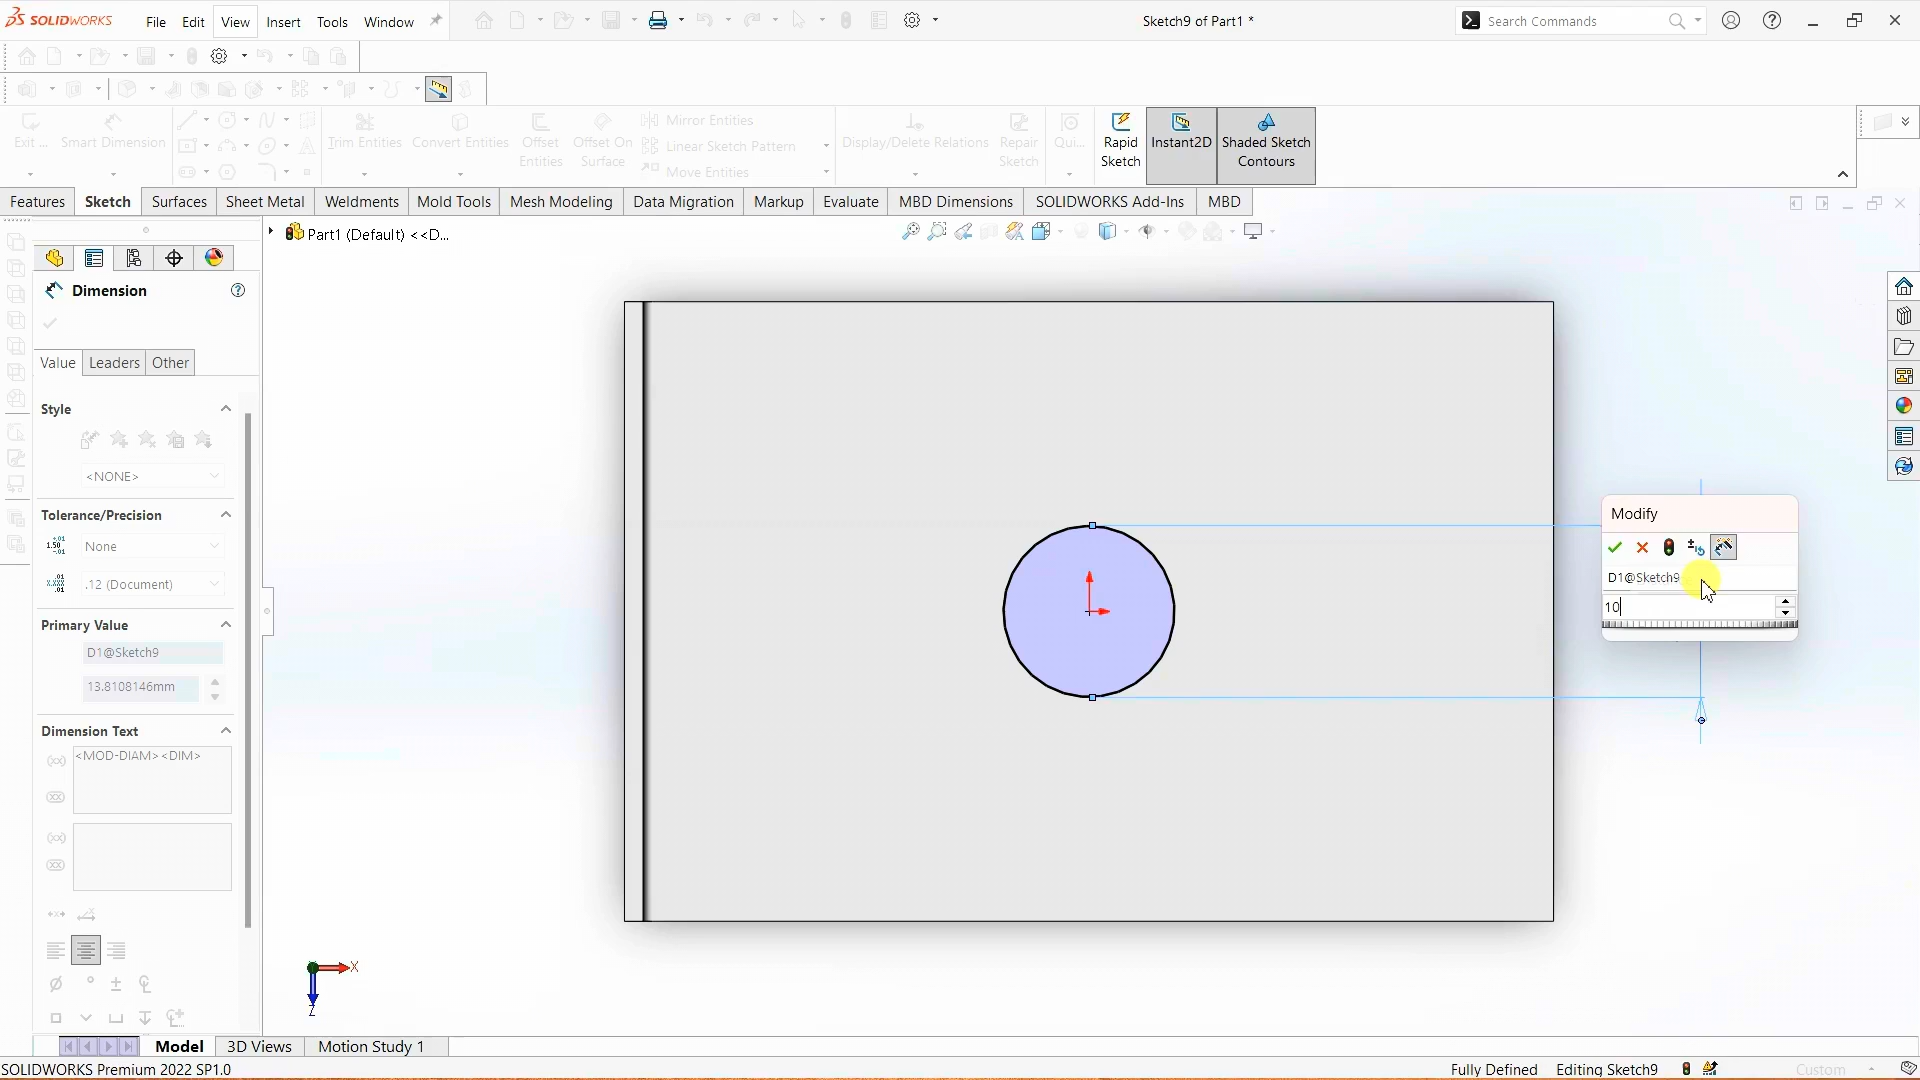 SOLIDWORKS File Edit View Insert Tools Window Sketch9 of Part1 * Search Commands
Exit ... Smart Dimension Trim Entities Convert Entities Offset Entities Offset On Surface Mirror Entities Linear Sketch Pattern Move Entities Display/Delete Relations Repair Sketch Qui... Rapid Sketch Instant2D Shaded Sketch Contours
Features Sketch Surfaces Sheet Metal Weldments Mold Tools Mesh Modeling Data Migration Markup Evaluate MBD Dimensions SOLIDWORKS Add-Ins MBD
Part1 (Default) <<D...
Dimension
Value Leaders Other
Style
<NONE>
Tolerance/Precision
None
.12 (Document)
Primary Value
D1@Sketch9
13.8108146mm
Dimension Text
<MOD-DIAM><DIM>
Modify
D1@Sketch9
10
X
Z
Model 3D Views Motion Study 1
SOLIDWORKS Premium 2022 SP1.0 Fully Defined Editing Sketch9 Custom